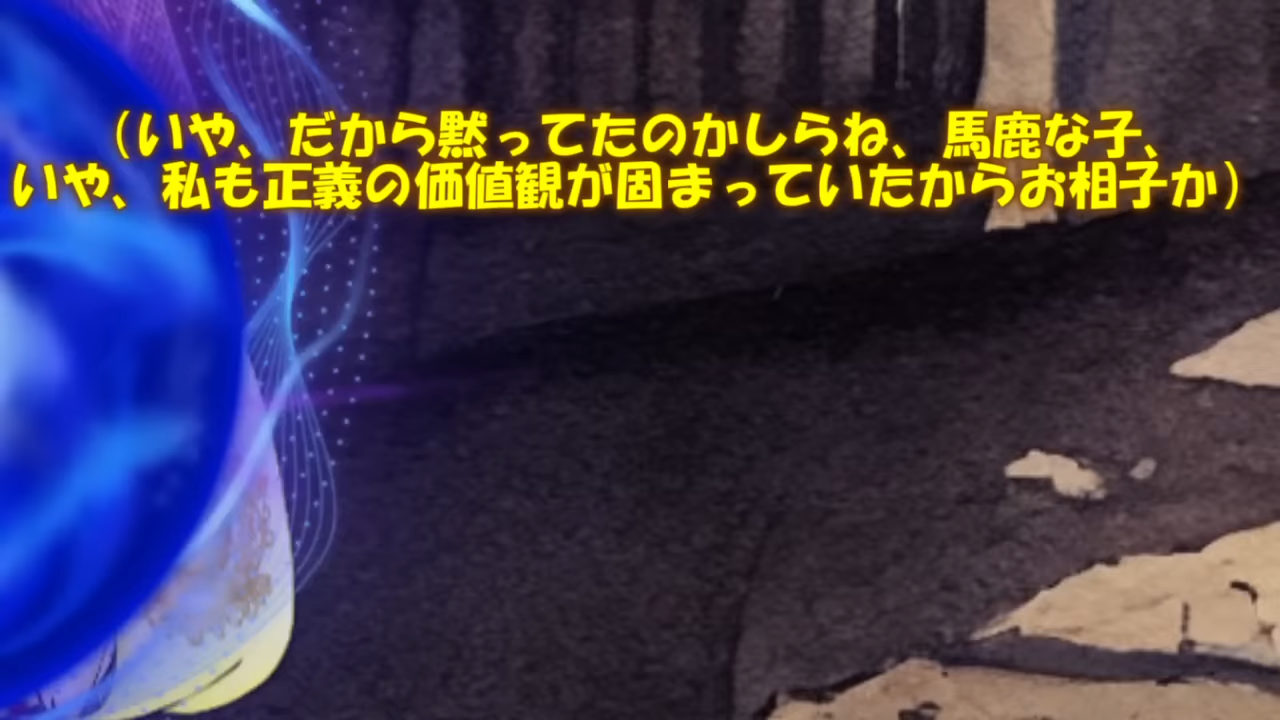 （いや、だから黙ってたのかしらね、馬鹿な子、
いや、私も正義の価値観が固まっていたからお相子か）